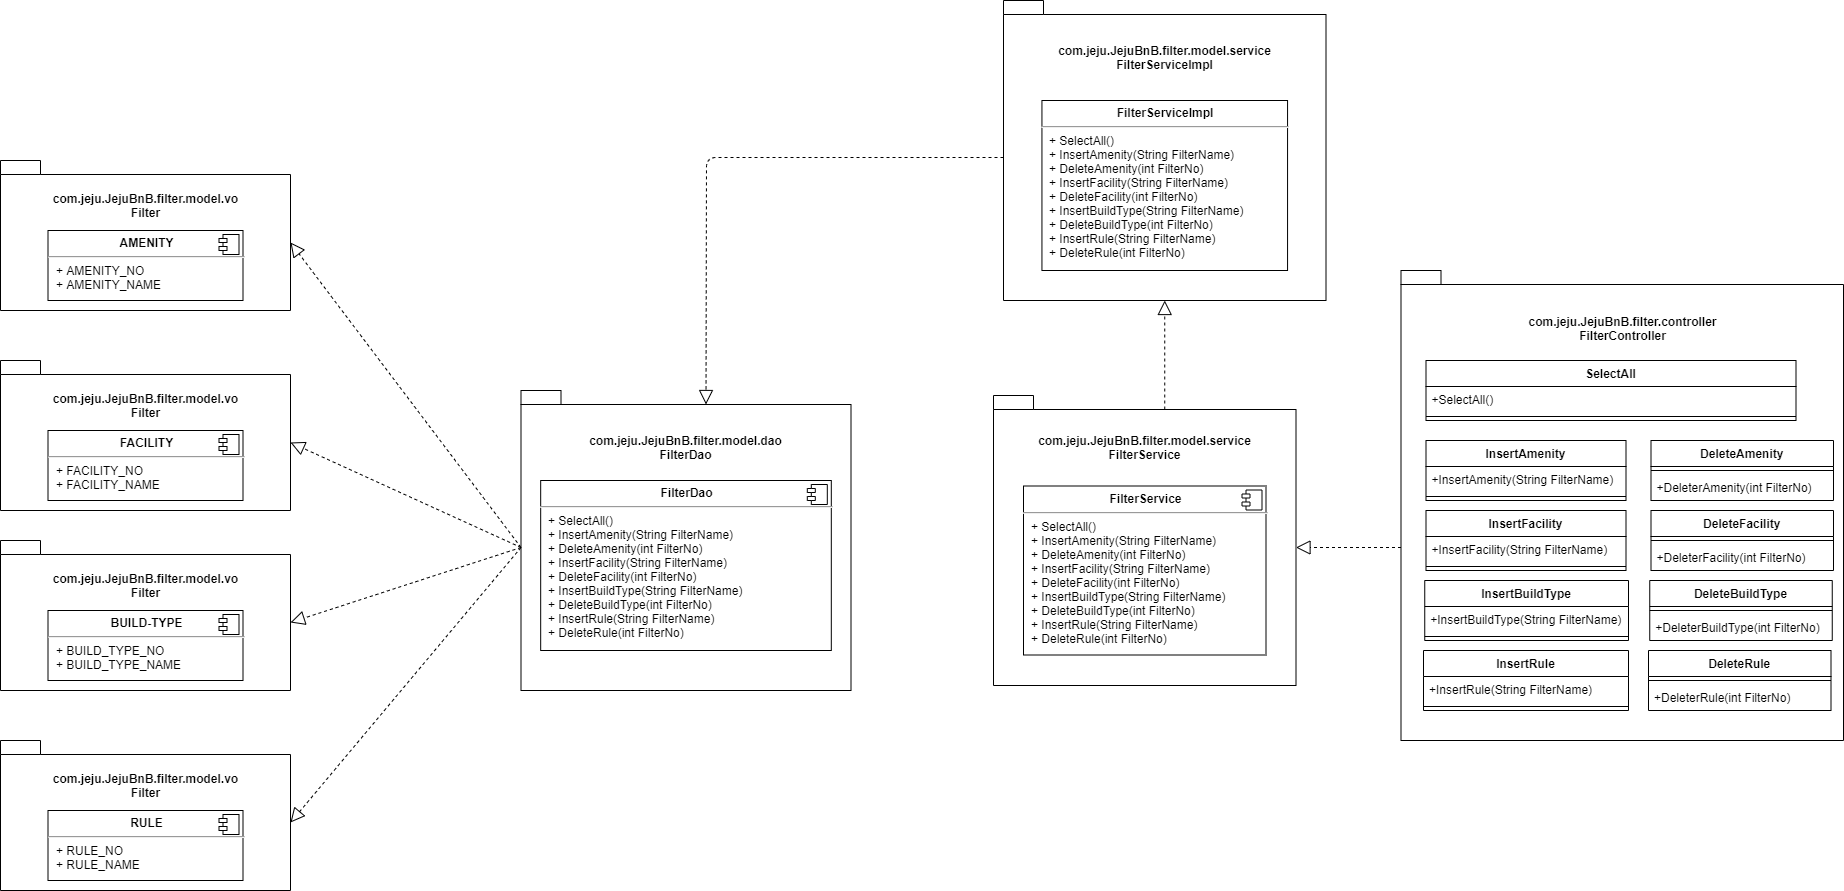 com.jeju.JejuBnB.filter.model.vo
Filter
AMENITY
+ AMENITY_NO
+ AMENITY_NAME
com.jeju.JejuBnB.filter.model.vo
Filter
FACILITY
+ FACILITY_NO
+ FACILITY_NAME
com.jeju.JejuBnB.filter.model.vo
Filter
BUILD-TYPE
+ BUILD_TYPE_NO
+ BUILD_TYPE_NAME
com.jeju.JejuBnB.filter.model.vo
Filter
RULE
+ RULE_NO
+ RULE_NAME
com.jeju.JejuBnB.filter.model.dao
FilterDao
FilterDao
+ SelectAll()
+ InsertAmenity(String FilterName)
+ DeleteAmenity(int FilterNo)
+ InsertFacility(String FilterName)
+ DeleteFacility(int FilterNo)
+ InsertBuildType(String FilterName)
+ DeleteBuildType(int FilterNo)
+ InsertRule(String FilterName)
+ DeleteRule(int FilterNo)
com.jeju.JejuBnB.filter.model.service
FilterServiceImpl
FilterServiceImpl
+ SelectAll()
+ InsertAmenity(String FilterName)
+ DeleteAmenity(int FilterNo)
+ InsertFacility(String FilterName)
+ DeleteFacility(int FilterNo)
+ InsertBuildType(String FilterName)
+ DeleteBuildType(int FilterNo)
+ InsertRule(String FilterName)
+ DeleteRule(int FilterNo)
com.jeju.JejuBnB.filter.model.service
FilterService
FilterService
+ SelectAll()
+ InsertAmenity(String FilterName)
+ DeleteAmenity(int FilterNo)
+ InsertFacility(String FilterName)
+ DeleteFacility(int FilterNo)
+ InsertBuildType(String FilterName)
+ DeleteBuildType(int FilterNo)
+ InsertRule(String FilterName)
+ DeleteRule(int FilterNo)
com.jeju.JejuBnB.filter.controller
FilterController
SelectAll
+SelectAll()
InsertAmenity
+InsertAmenity(String FilterName)
DeleteAmenity
+DeleterAmenity(int FilterNo)
InsertFacility
+InsertFacility(String FilterName)
DeleteFacility
+DeleterFacility(int FilterNo)
InsertBuildType
+InsertBuildType(String FilterName)
DeleteBuildType
+DeleterBuildType(int FilterNo)
InsertRule
+InsertRule(String FilterName)
DeleteRule
+DeleterRule(int FilterNo)